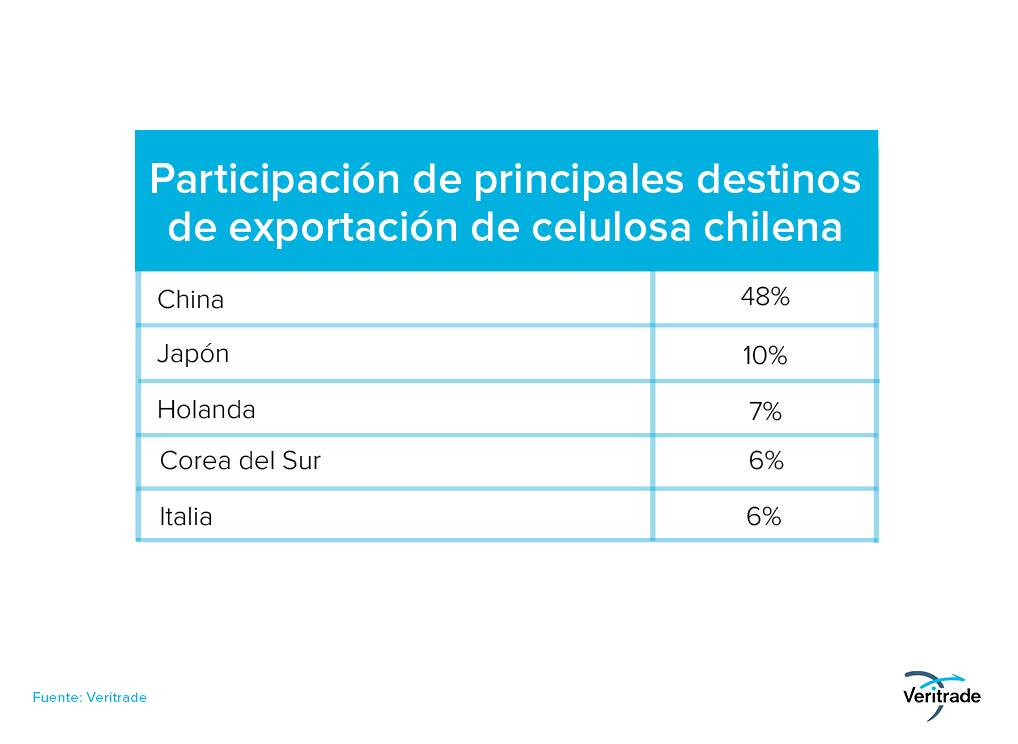 Participación de principales destinos
de exportación de celulosa chilena
China 48%
Japón 10%
Holanda 7%
Corea del Sur 6%
Italia 6%
Fuente: Veritrade
Veritrade